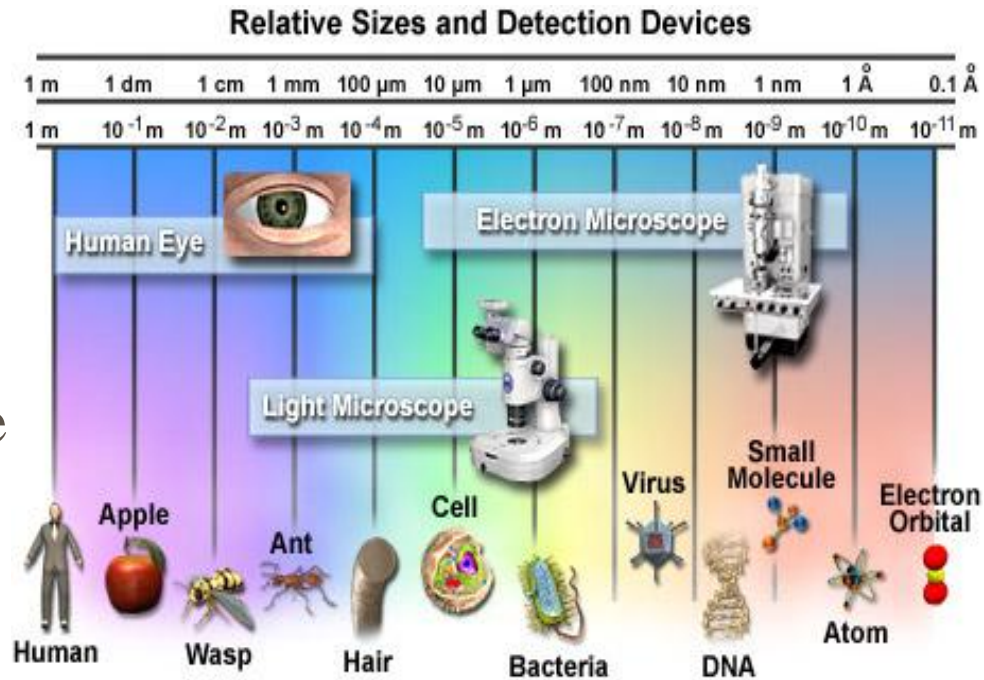 Relative Sizes and Detection Devices
1 m 1 dm 1 cm 1 mm 100 µm 10 µm 1 µm 100 nm 10 nm 1 nm 1 Å 0.1 Å
1 m 10⁻¹ m 10⁻² m 10⁻³ m 10⁻⁴ m 10⁻⁵ m 10⁻⁶ m 10⁻⁷ m 10⁻⁸ m 10⁻⁹ m 10⁻¹⁰ m 10⁻¹¹ m
Human Eye
Electron Microscope
Light Microscope
e
Small
Molecule
Virus
Electron
Orbital
Cell
Apple
Ant
Atom
Human
Wasp
Hair
Bacteria
DNA